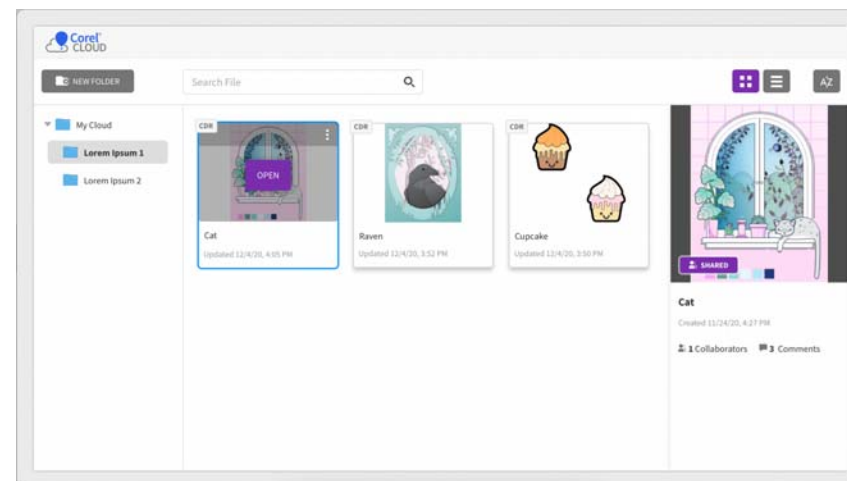 Corel®
CLOUD
NEW FOLDER
Search File
AZ
My Cloud
Lorem Ipsum 1
Lorem Ipsum 2
CDR
OPEN
Cat
Updated 12/4/20, 4:05 PM
CDR
Raven
Updated 12/4/20, 3:52 PM
CDR
Cupcake
Updated 12/4/20, 3:50 PM
SHARED
Cat
Created 11/24/20, 4:27 PM
1 Collaborators 3 Comments